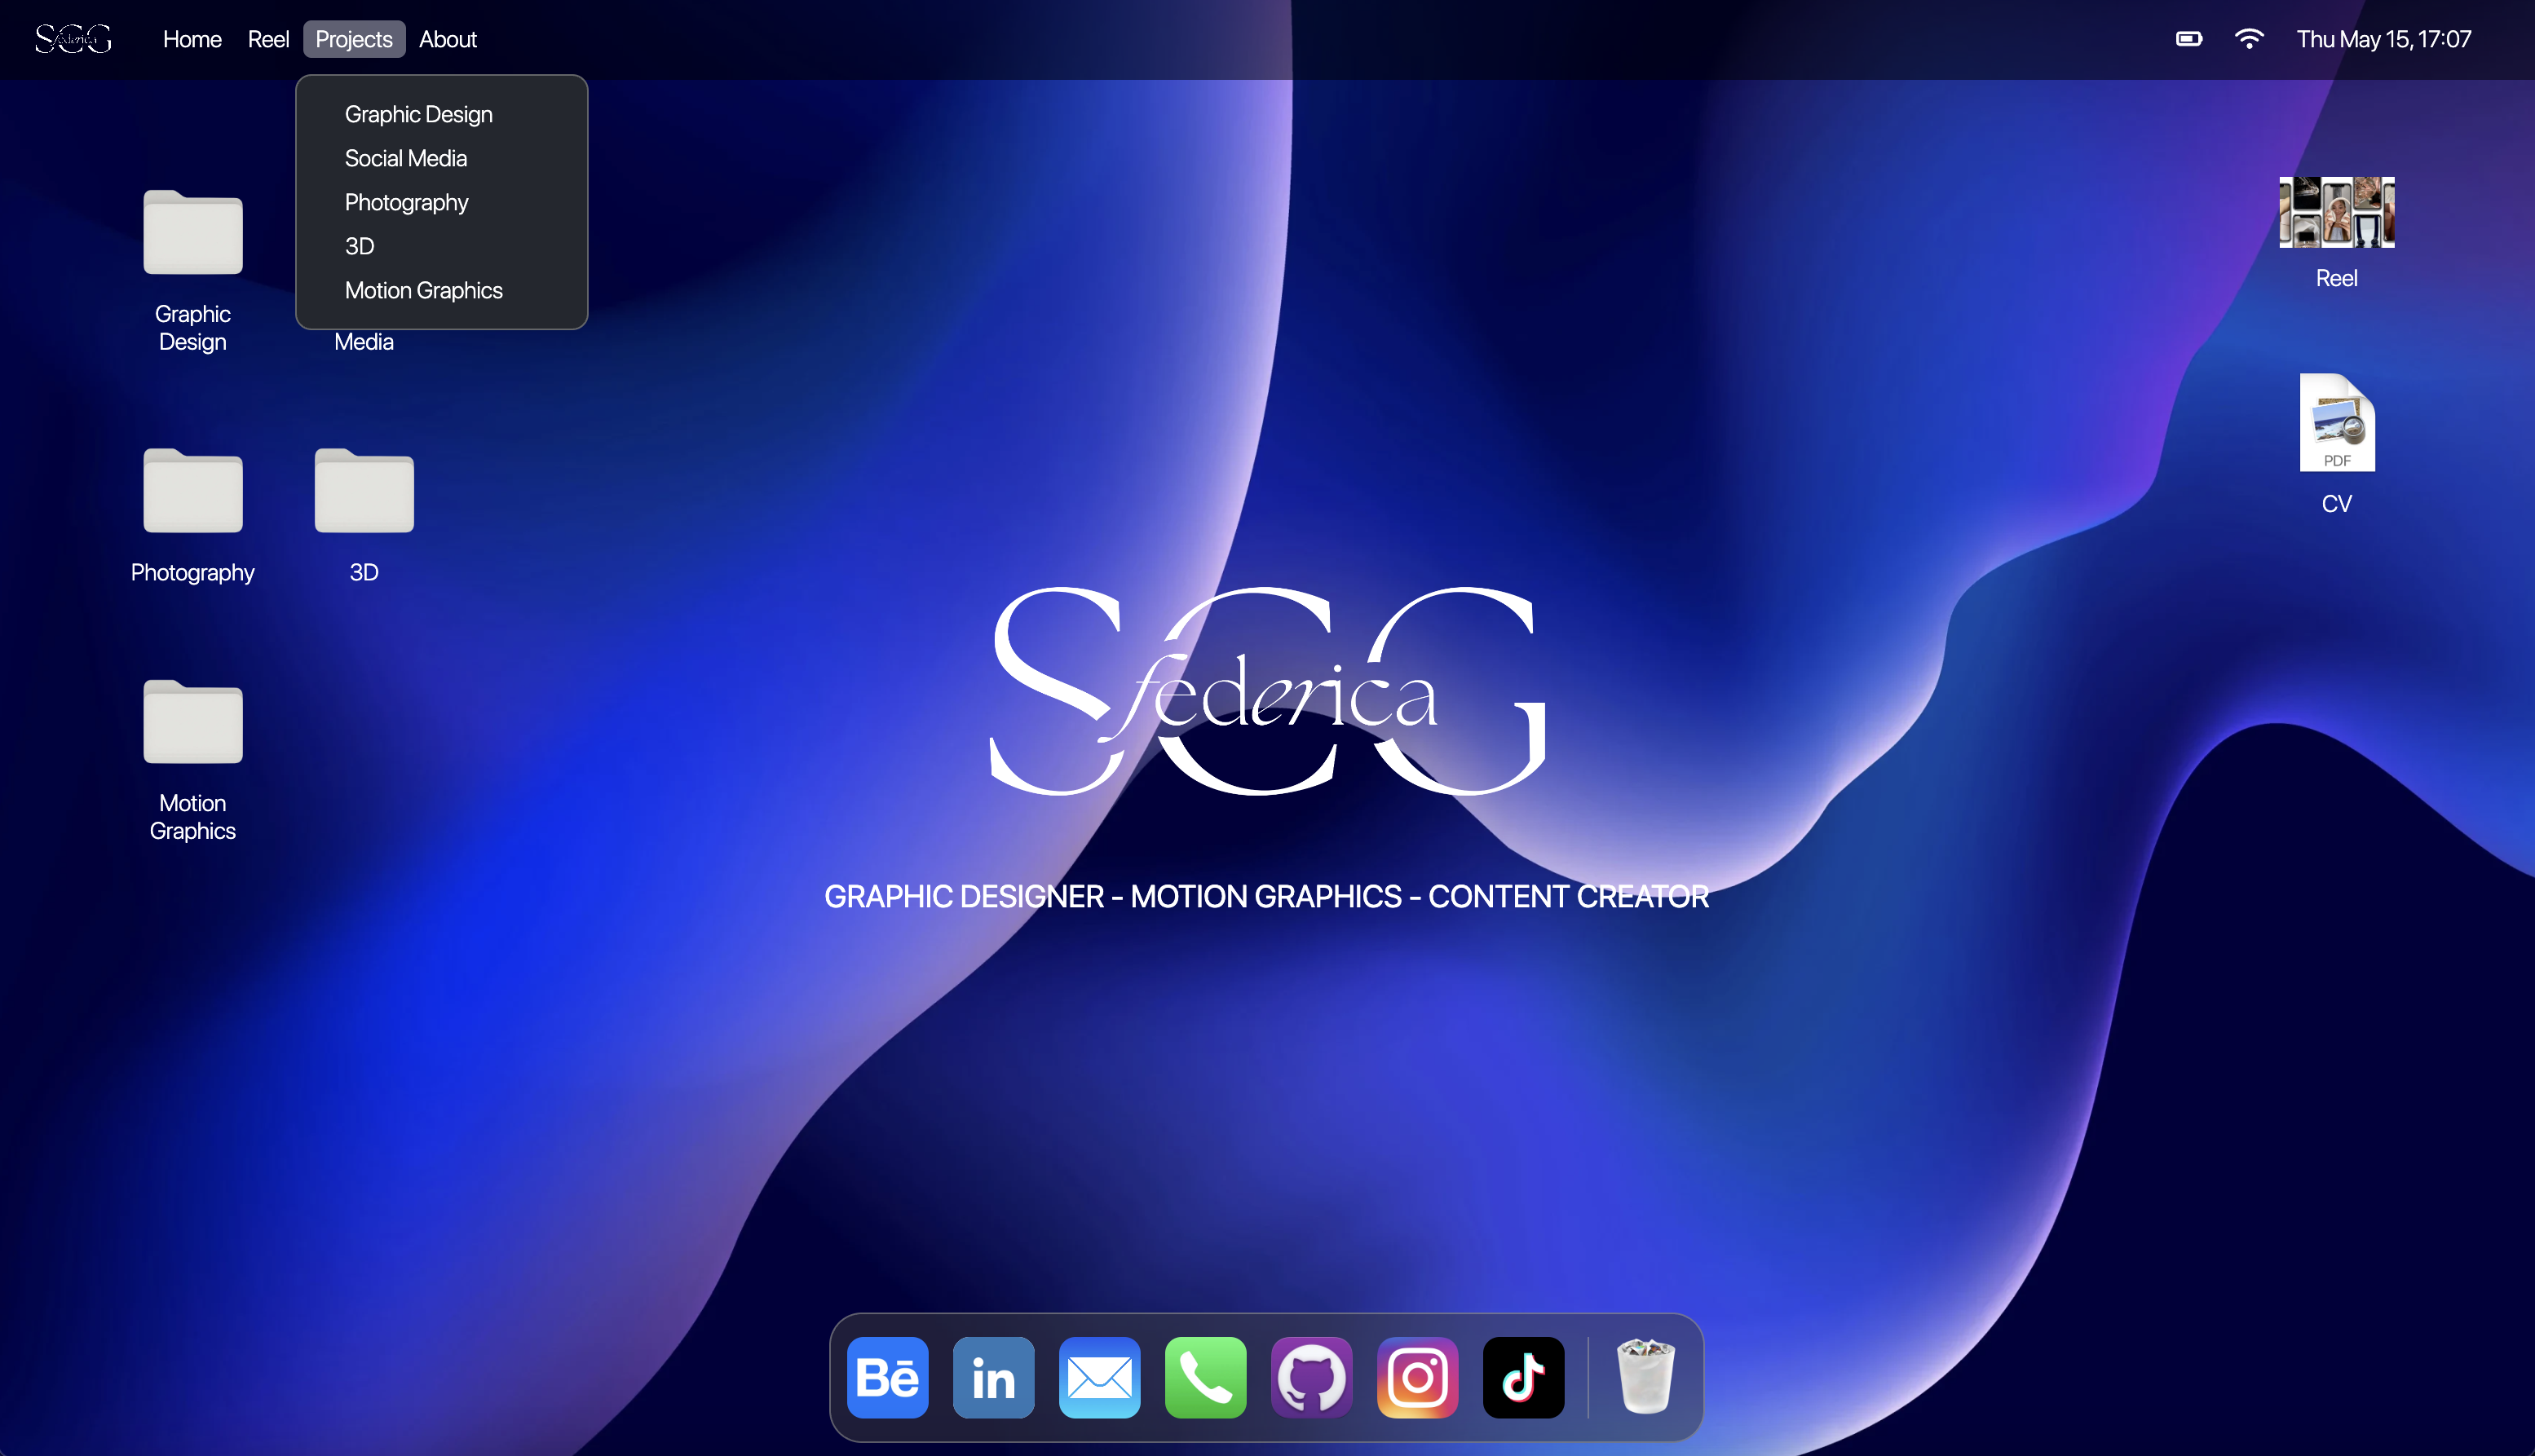 SCG federica
Home Reel Projects About
Thu May 15, 17:07
Graphic Design
Social Media
Photography
3D
Motion Graphics
Graphic
Design
Media
Photography
3D
Motion
Graphics
Reel
PDF
CV
SCG
federica
GRAPHIC DESIGNER - MOTION GRAPHICS - CONTENT CREATOR
Bē
in